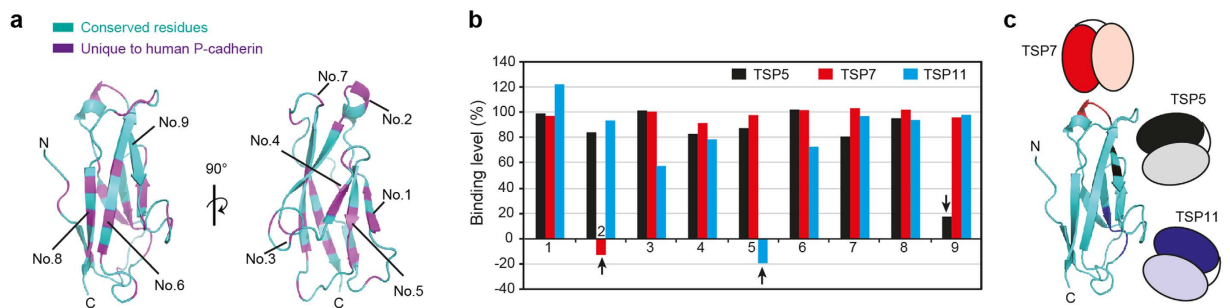 a
Conserved residues
Unique to human P-cadherin
No.7
No.2
No.9
No.4
N
90°
No.1
No.8
No.3
No.6
No.5
C
C
b
Binding level (%)
140
120
100
80
60
40
20
0
-20
-40
TSP5 TSP7 TSP11
1 2 3 4 5 6 7 8 9
c
TSP7
TSP5
N
TSP11
C